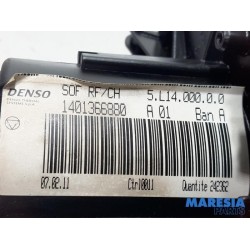 DENSO SOF RF/CH 5.L14.000.0.0
1401366880 A 01 Ban A
07.02.11 Ctrl0011 Quantite 242362
MARESIA
PARTS